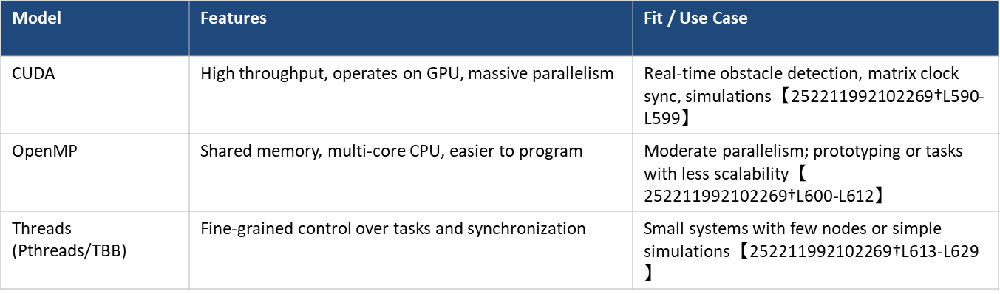 Model
Features
Fit / Use Case
CUDA
High throughput, operates on GPU, massive parallelism
Real-time obstacle detection, matrix clock
sync, simulations【252211992102269†L590-
L599】
OpenMP
Shared memory, multi-core CPU, easier to program
Moderate parallelism; prototyping or tasks
with less scalability【
252211992102269†L600-L612】
Threads
(Pthreads/TBB)
Fine-grained control over tasks and synchronization
Small systems with few nodes or simple
simulations【252211992102269†L613-L629
】